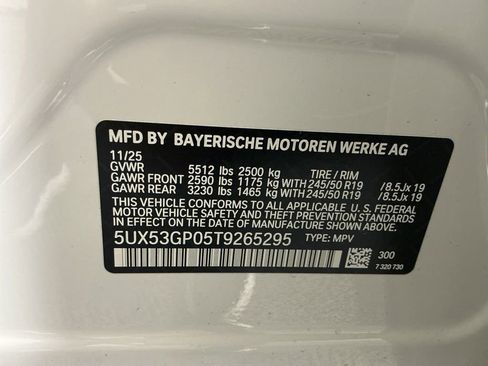 MFD BY BAYERISCHE MOTOREN WERKE AG
11/25
GVWR 5512 lbs 2500 kg TIRE / RIM
GAWR FRONT 2590 lbs 1175 kg WITH 245/50 R19 /8.5Jx 19
GAWR REAR 3230 lbs 1465 kg WITH 245/50 R19 /8.5Jx 19
THIS VEHICLE CONFORMS TO ALL APPLICABLE U. S. FEDERAL
MOTOR VEHICLE SAFETY AND THEFT PREVENTION STANDARDS
IN EFFECT ON THE DATE OF MANUFACTURE SHOWN ABOVE.
5UX53GP05T9265295 TYPE: MPV
300
7 320 730